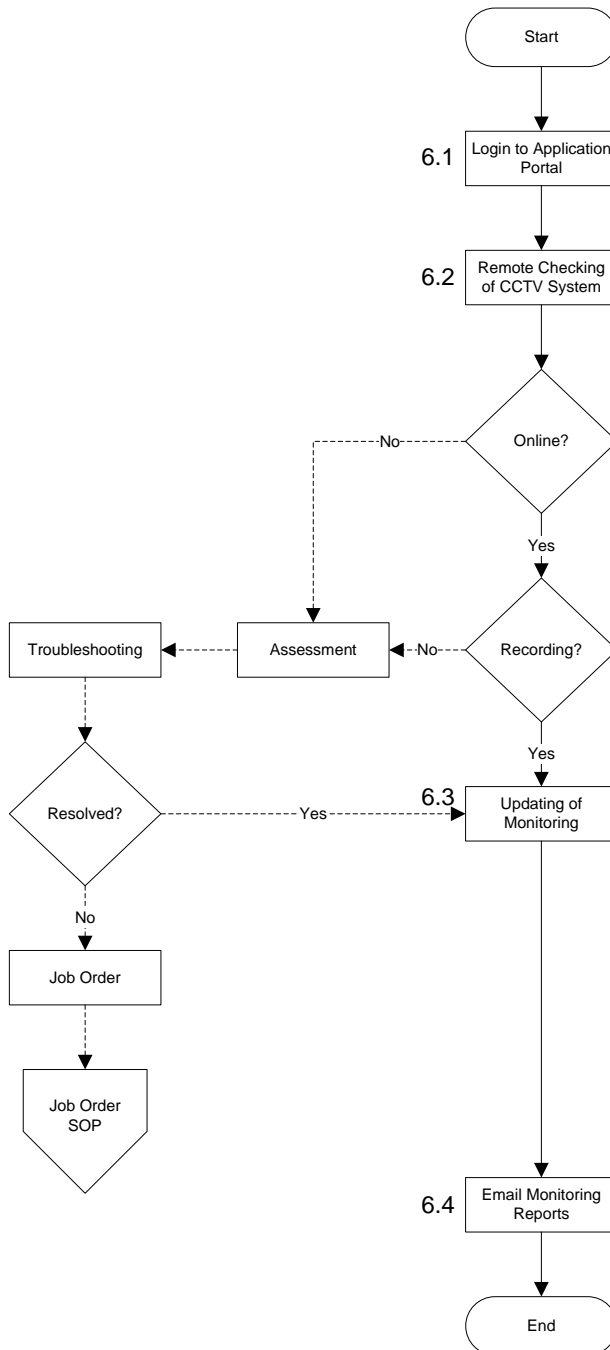 Start
6.1
Login to Application
Portal
6.2
Remote Checking
of CCTV System
No
Online?
Yes
Troubleshooting
Assessment
No
Recording?
Yes
6.3
Updating of
Monitoring
Resolved?
Yes
No
Job Order
Job Order
SOP
6.4
Email Monitoring
Reports
End